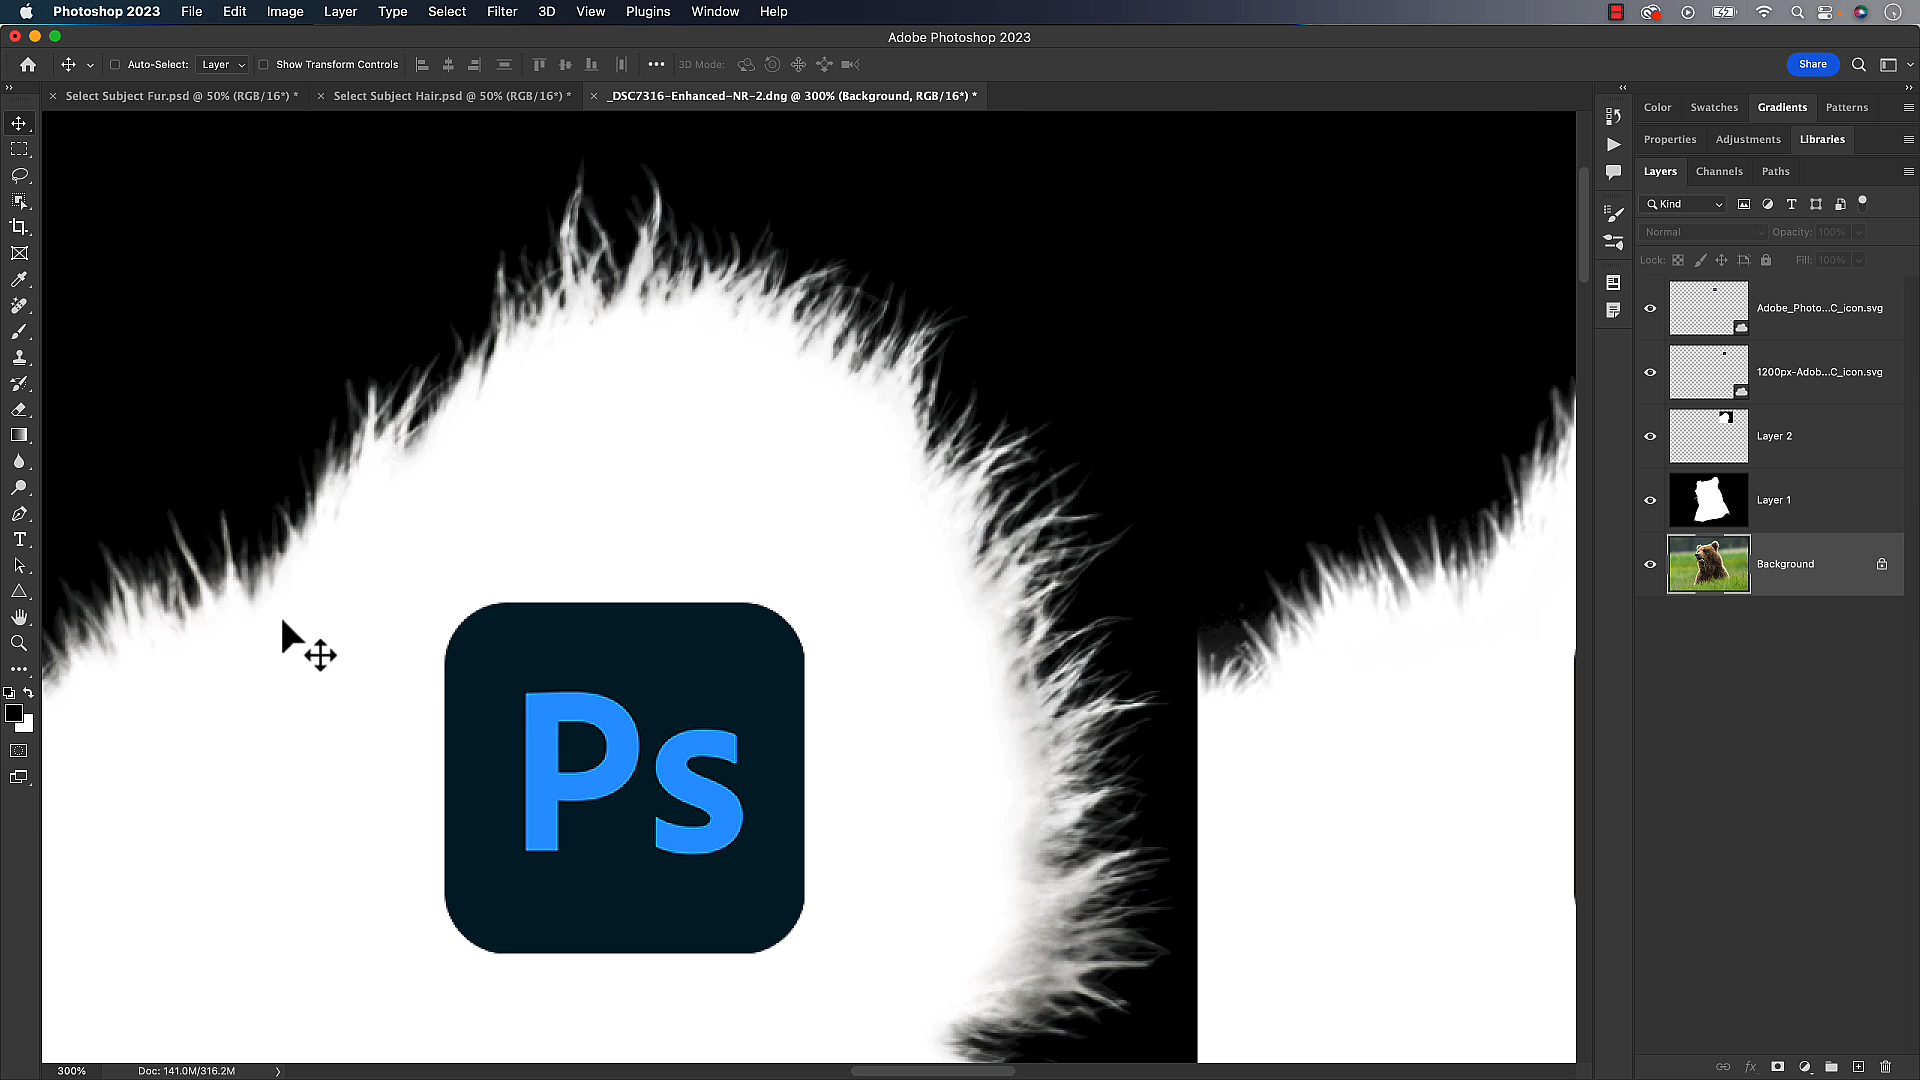 Photoshop 2023 File Edit Image Layer Type Select Filter 3D View Plugins Window Help
Adobe Photoshop 2023
Auto-Select: Layer Show Transform Controls 3D Mode: Share
Select Subject Fur.psd @ 50% (RGB/16*) * Select Subject Hair.psd @ 50% (RGB/16*) * _DSC7316-Enhanced-NR-2.dng @ 300% (Background, RGB/16*) *
Color Swatches Gradients Patterns
Properties Adjustments Libraries
Layers Channels Paths
Kind
Normal Opacity: 100%
Lock: Fill: 100%
Adobe_Photo...C_icon.svg
1200px-Adob...C_icon.svg
Layer 2
Layer 1
Background
Ps
300% Doc: 141.0M/316.2M